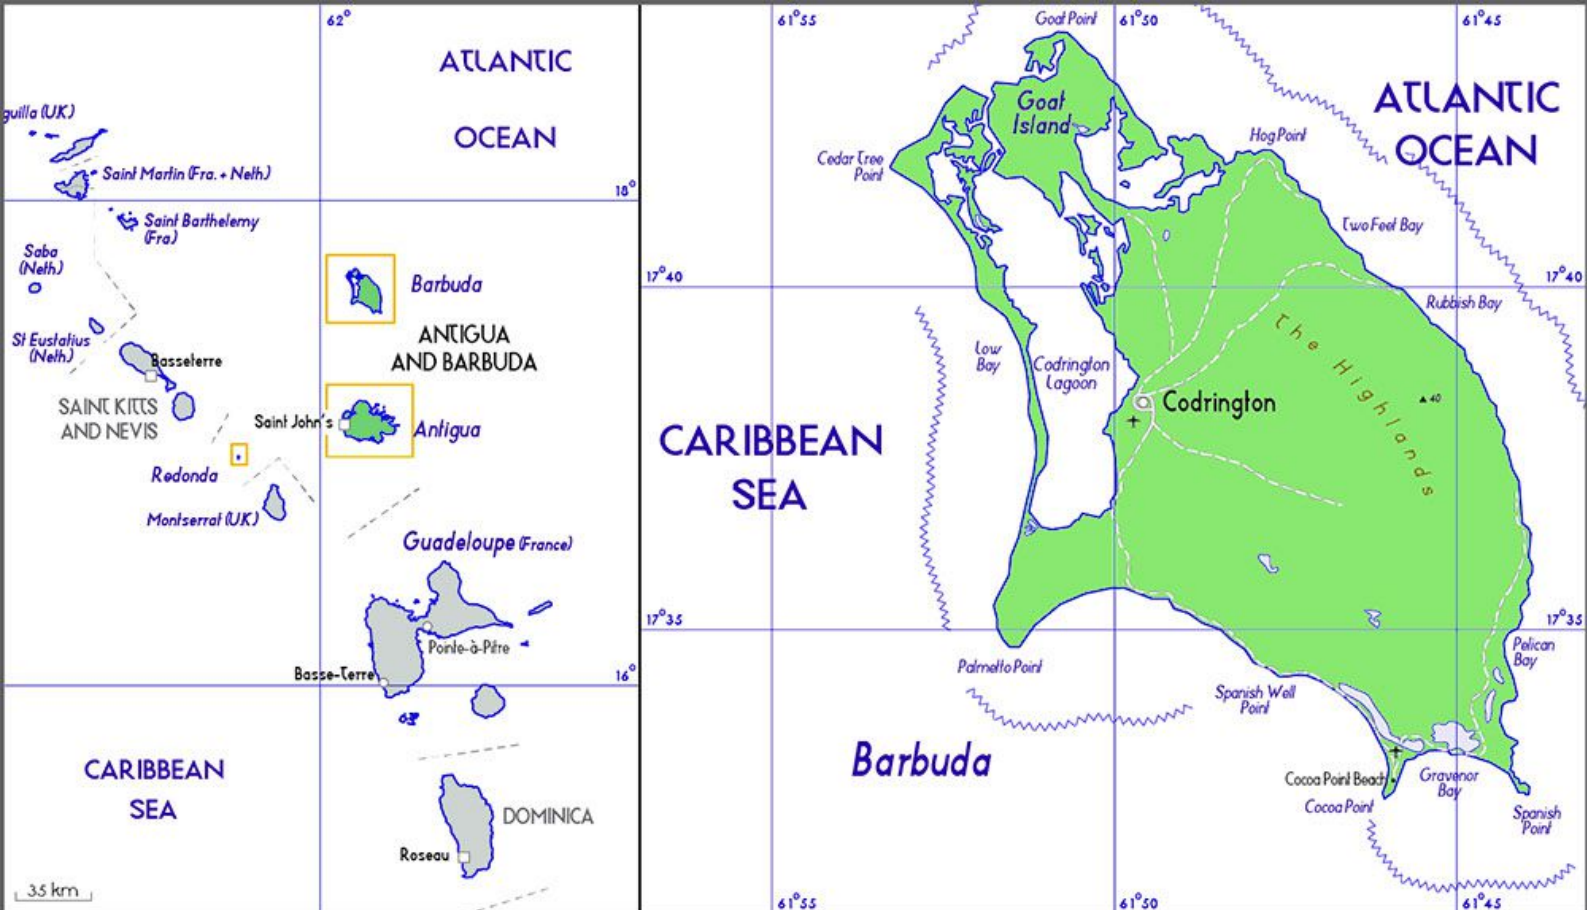 62°
ATLANTIC
OCEAN
guilla (U.K.)
Saint Martin (Fra. + Neth)
18°
Saint Barthelemy
(Fra.)
Saba
(Neth.)
Barbuda
St Eustatius
(Neth.)
ANTIGUA
AND BARBUDA
Basseterre
SAINT KITTS
AND NEVIS
Saint John's
Antigua
Redonda
Montserrat (U.K.)
Guadeloupe (France)
Pointe-à-Pitre
Basse-Terre
16°
CARIBBEAN
SEA
DOMINICA
Roseau
35 km
61°55
Goat Point
61°50
61°45
ATLANTIC
OCEAN
Goat
Island
Hog Point
Cedar Tree
Point
Two Feet Bay
17°40
17°40
Rubbish Bay
The Highlands
Low
Bay
Codrington
Lagoon
40
Codrington
CARIBBEAN
SEA
17°35
17°35
Pelican
Bay
Palmetto Point
Spanish Well
Point
Barbuda
Cocoa Point Beach
Gravenor
Bay
Cocoa Point
Spanish
Point
61°55
61°50
61°45